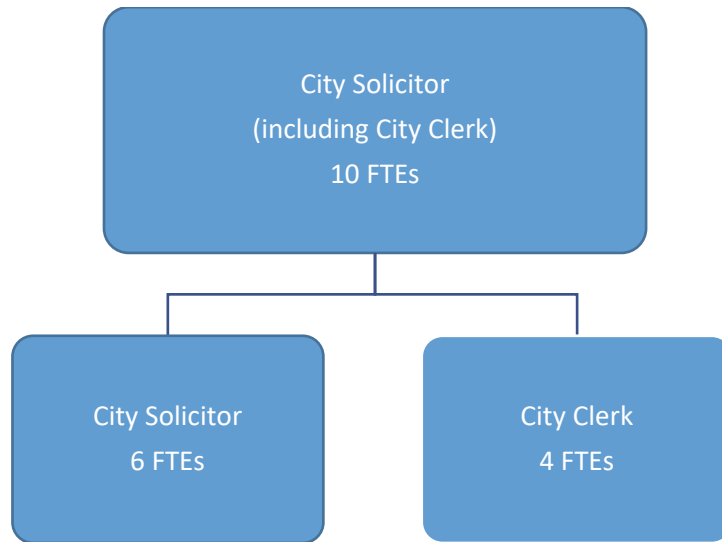 City Solicitor
(including City Clerk)
10 FTEs
City Solicitor
6 FTEs
City Clerk
4 FTEs